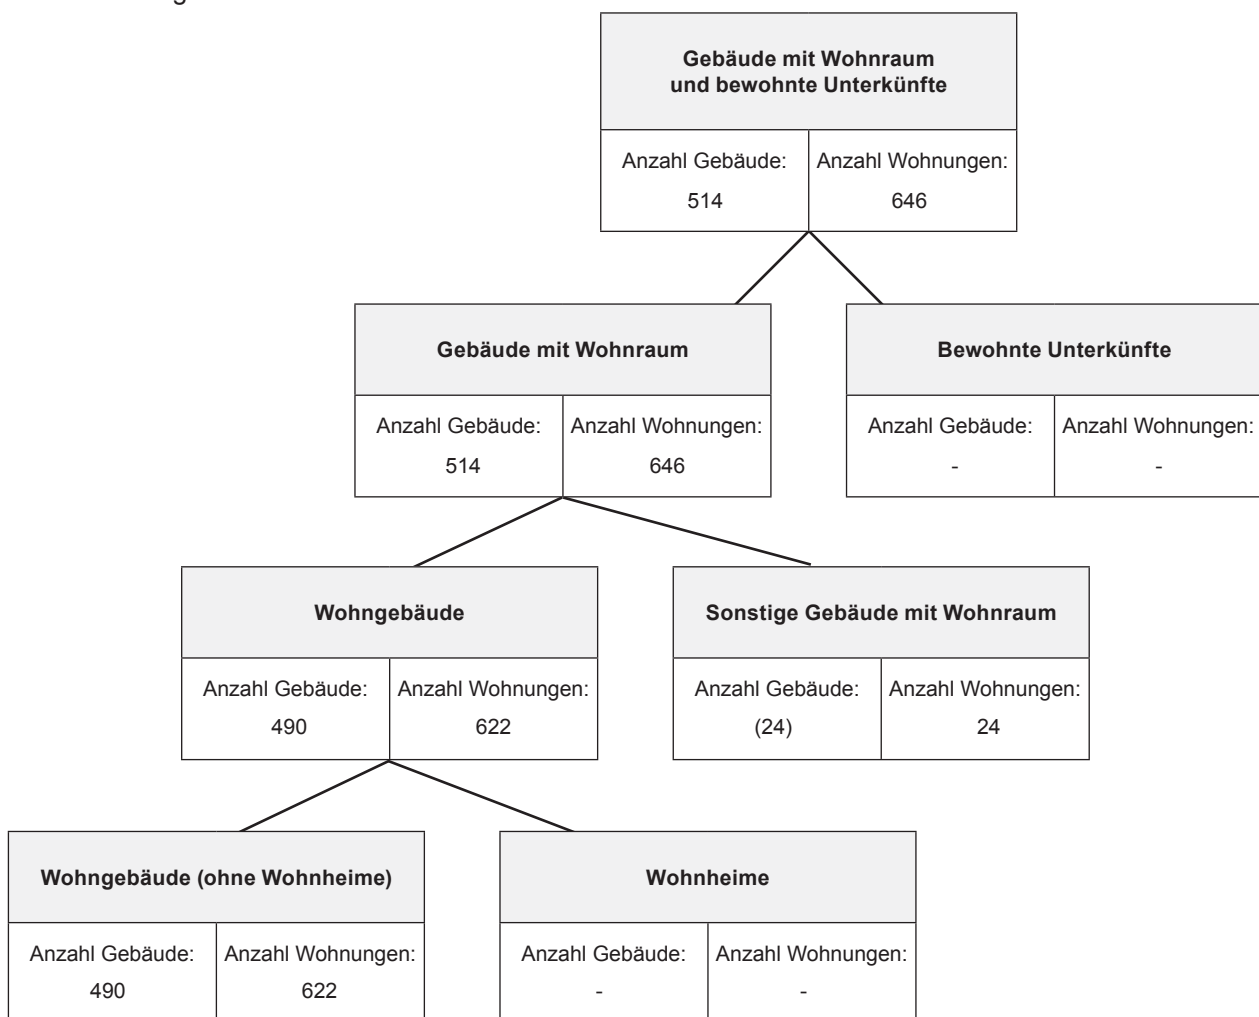 Gebäude mit Wohnraum
und bewohnte Unterkünfte
Anzahl Gebäude: Anzahl Wohnungen:
514 646
Gebäude mit Wohnraum
Anzahl Gebäude: Anzahl Wohnungen:
514 646
Bewohnte Unterkünfte
Anzahl Gebäude: Anzahl Wohnungen:
- -
Wohngebäude
Anzahl Gebäude: Anzahl Wohnungen:
490 622
Sonstige Gebäude mit Wohnraum
Anzahl Gebäude: Anzahl Wohnungen:
(24) 24
Wohngebäude (ohne Wohnheime)
Anzahl Gebäude: Anzahl Wohnungen:
490 622
Wohnheime
Anzahl Gebäude: Anzahl Wohnungen:
- -